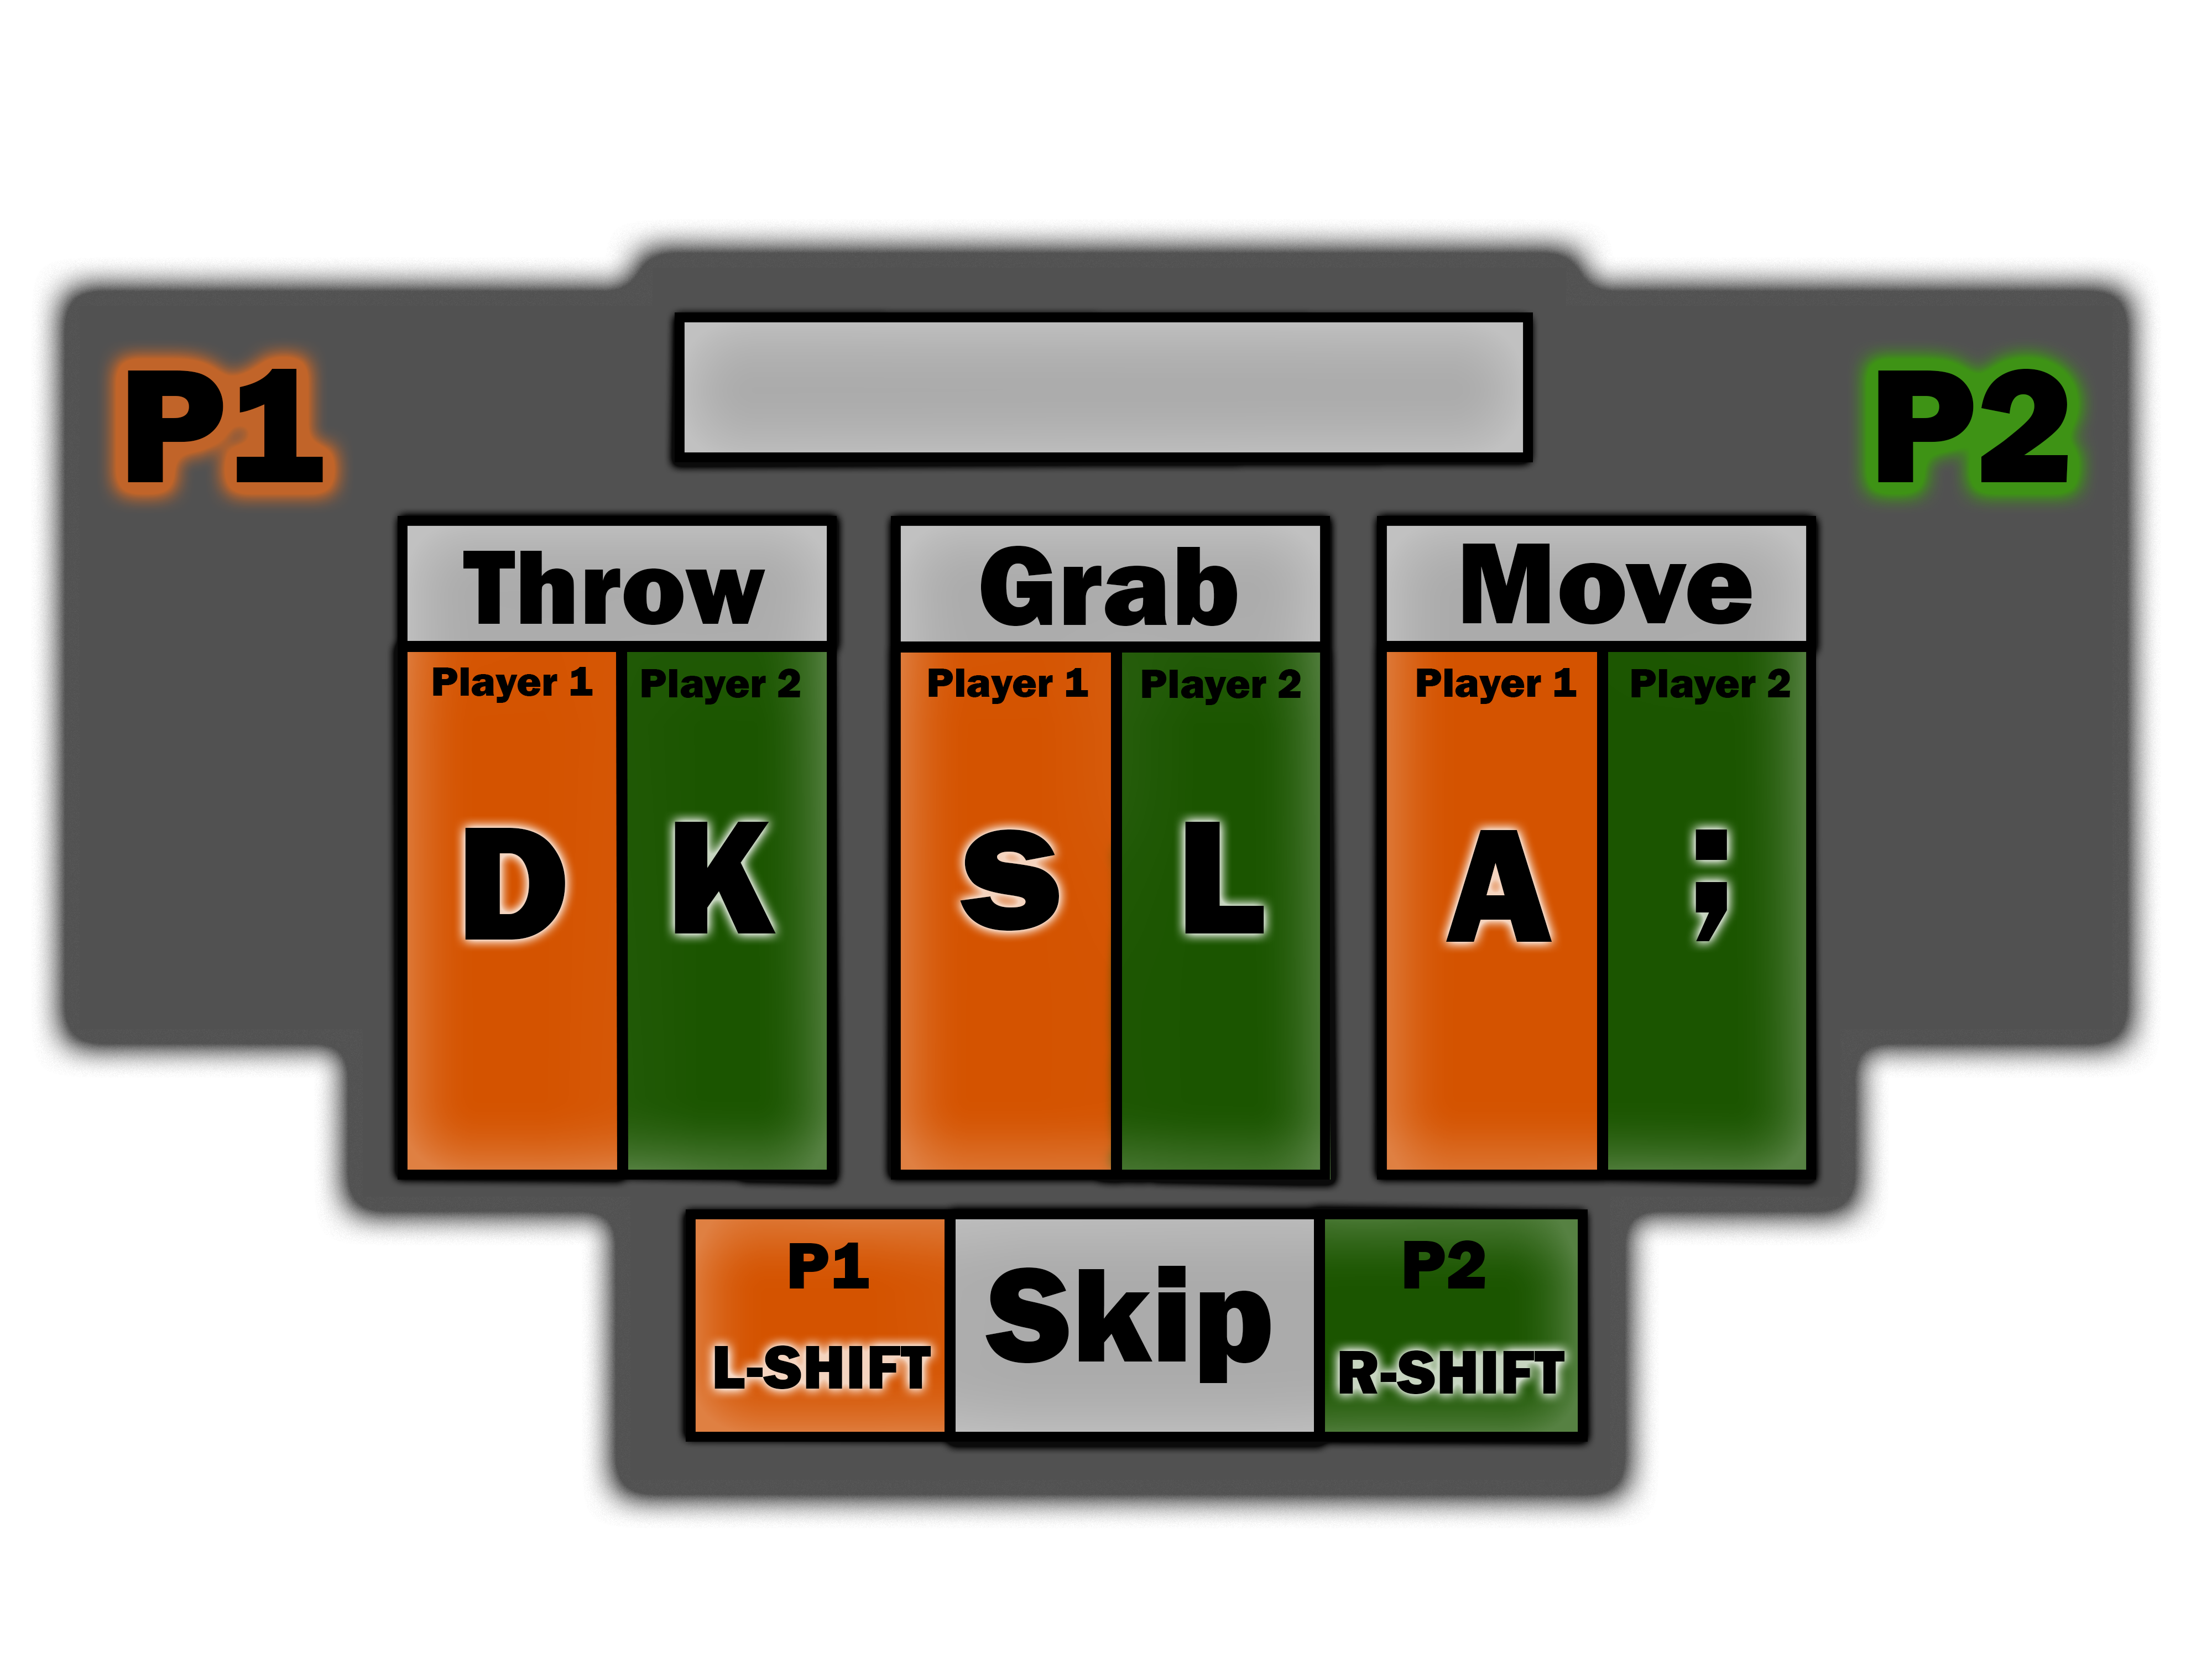 P1
P2
Throw
Grab
Move
Player 1
Player 2
Player 1
Player 2
Player 1
Player 2
D
K
S
L
A
;
P1
L-SHIFT
Skip
P2
R-SHIFT